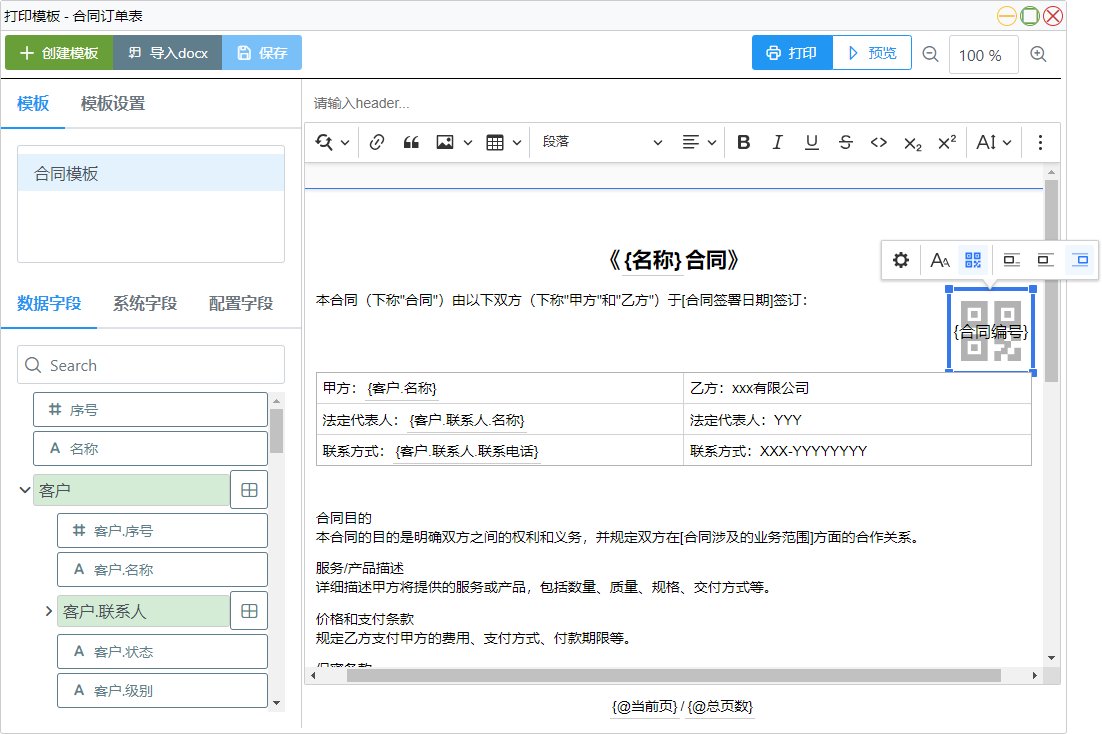 打印模板 - 合同订单表
创建模板 导入docx 保存 打印 预览 100 %
模板 模板设置
合同模板
数据字段 系统字段 配置字段
Search
序号
名称
客户
客户.序号
客户.名称
客户.联系人
客户.状态
客户.级别
请输入header...
段落
《{名称} 合同》
本合同（下称"合同"）由以下双方（下称"甲方"和"乙方"）于[合同签署日期]签订：
{合同编号}
甲方： {客户.名称} 乙方：xxx有限公司
法定代表人： {客户.联系人.名称} 法定代表人：YYY
联系方式： {客户.联系人.联系电话} 联系方式：XXX-YYYYYYYY
合同目的
本合同的目的是明确双方之间的权利和义务，并规定双方在[合同涉及的业务范围]方面的合作关系。
服务/产品描述
详细描述甲方将提供的服务或产品，包括数量、质量、规格、交付方式等。
价格和支付条款
规定乙方支付甲方的费用、支付方式、付款期限等。
{@当前页} / {@总页数}